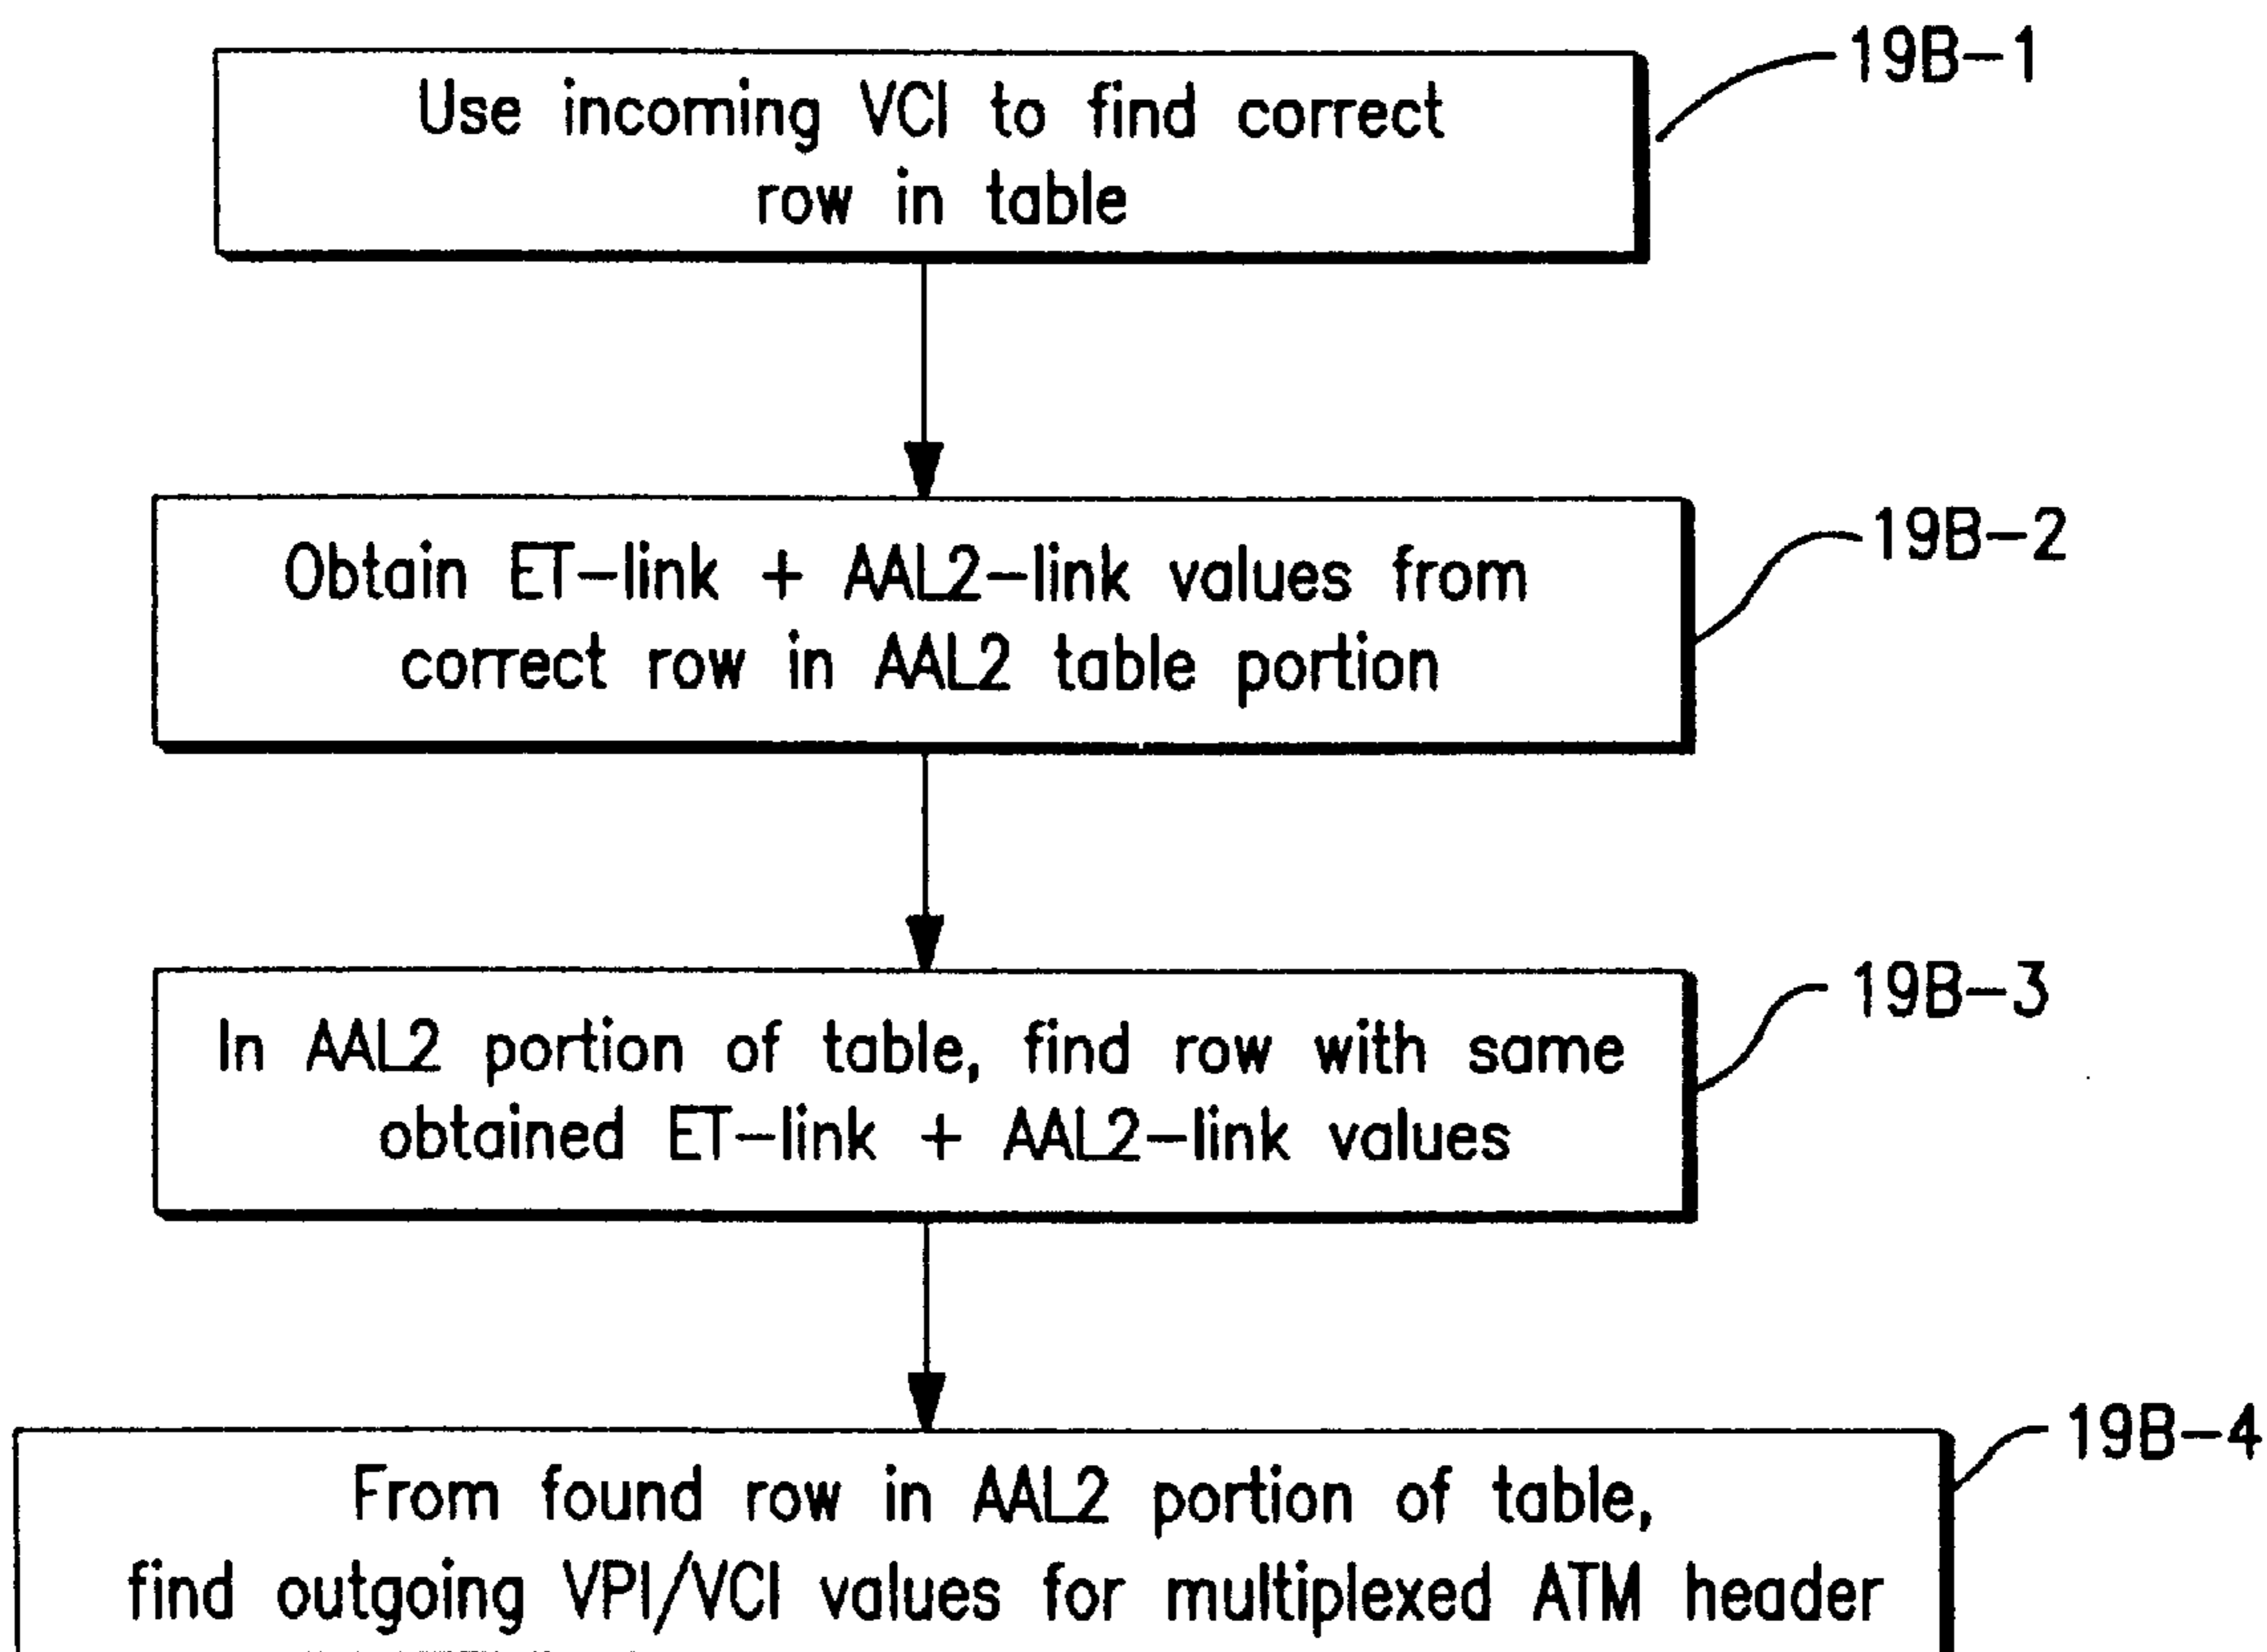 Use incoming VCI to find correct
row in table
19B-1
Obtain ET-link + AAL2-link values from
correct row in AAL2 table portion
19B-2
In AAL2 portion of table, find row with same
obtained ET-link + AAL2-link values
19B-3
From found row in AAL2 portion of table,
find outgoing VPI/VCI values for multiplexed ATM header
19B-4